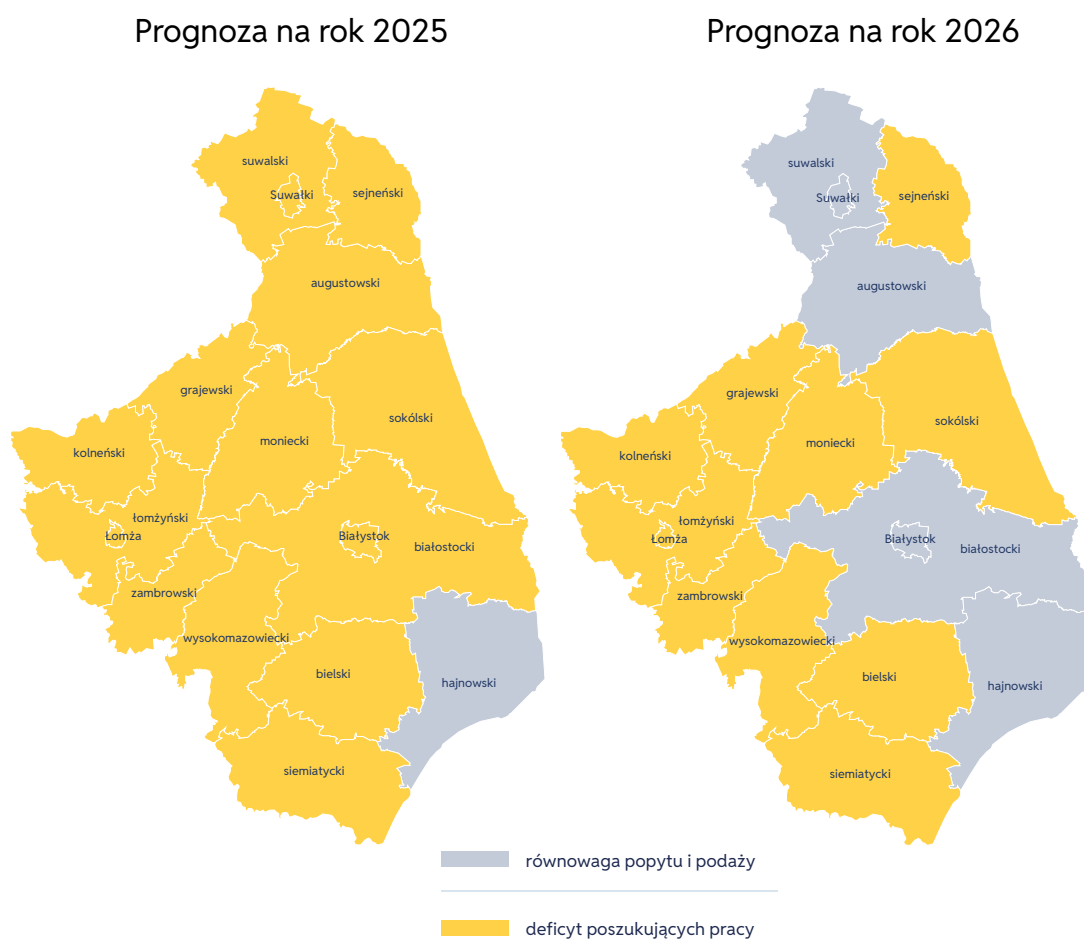 Prognoza na rok 2025
suwalski
Suwałki
sejneński
augustowski
grajewski
sokólski
moniecki
kolneński
łomżyński
Łomża
Białystok
białostocki
zambrowski
wysokomazowiecki
bielski
hajnowski
siemiatycki
Prognoza na rok 2026
suwalski
Suwałki
sejneński
augustowski
grajewski
sokólski
moniecki
kolneński
łomżyński
Łomża
Białystok
białostocki
zambrowski
wysokomazowiecki
bielski
hajnowski
siemiatycki
równowaga popytu i podaży
deficyt poszukujących pracy